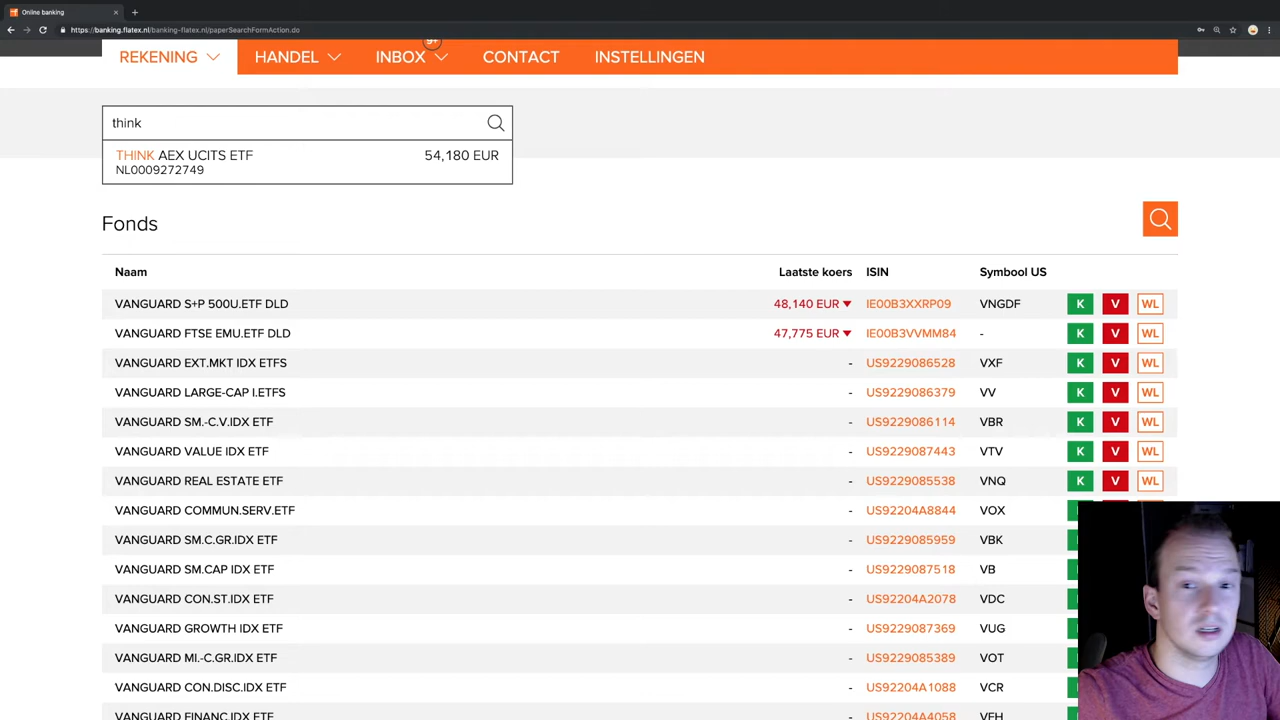 Online banking
https://banking.flatex.nl/banking-flatex.nl/paperSearchFormAction.do
9+
REKENING HANDEL INBOX CONTACT INSTELLINGEN
think
THINK AEX UCITS ETF 54,180 EUR
NL0009272749
Fonds
Naam Laatste koers ISIN Symbool US
VANGUARD S+P 500U.ETF DLD 48,140 EUR IE00B3XXRP09 VNGDF K V WL
VANGUARD FTSE EMU.ETF DLD 47,775 EUR IE00B3VVMM84 - K V WL
VANGUARD EXT.MKT IDX ETFS - US9229086528 VXF K V WL
VANGUARD LARGE-CAP I.ETFS - US9229086379 VV K V WL
VANGUARD SM.-C.V.IDX ETF - US9229086114 VBR K V WL
VANGUARD VALUE IDX ETF - US9229087443 VTV K V WL
VANGUARD REAL ESTATE ETF - US9229085538 VNQ K V WL
VANGUARD COMMUN.SERV.ETF - US92204A8844 VOX
VANGUARD SM.C.GR.IDX ETF - US9229085959 VBK
VANGUARD SM.CAP IDX ETF - US9229087518 VB
VANGUARD CON.ST.IDX ETF - US92204A2078 VDC
VANGUARD GROWTH IDX ETF - US9229087369 VUG
VANGUARD MI.-C.GR.IDX ETF - US9229085389 VOT
VANGUARD CON.DISC.IDX ETF - US92204A1088 VCR
VANGUARD FINANC.IDX ETF - US92204A4058 VFH